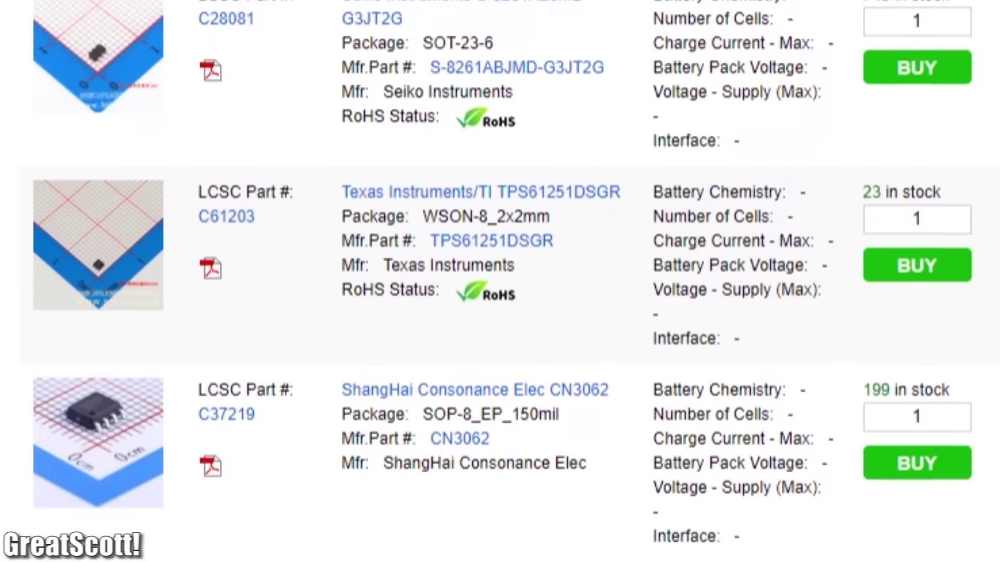 C28081
G3JT2G
Package: SOT-23-6
Mfr.Part #: S-8261ABJMD-G3JT2G
Mfr: Seiko Instruments
RoHS Status: RoHS
Number of Cells: -
Charge Current - Max: -
Battery Pack Voltage: -
Voltage - Supply (Max):
-
Interface: -
1
BUY
LCSC Part #:
C61203
Texas Instruments/TI TPS61251DSGR
Package: WSON-8_2x2mm
Mfr.Part #: TPS61251DSGR
Mfr: Texas Instruments
RoHS Status: RoHS
Battery Chemistry: -
Number of Cells: -
Charge Current - Max: -
Battery Pack Voltage: -
Voltage - Supply (Max):
-
Interface: -
23 in stock
1
BUY
0cm
0cm
LCSC Part #:
C37219
ShangHai Consonance Elec CN3062
Package: SOP-8_EP_150mil
Mfr.Part #: CN3062
Mfr: ShangHai Consonance Elec
Battery Chemistry: -
Number of Cells: -
Charge Current - Max: -
Battery Pack Voltage: -
Voltage - Supply (Max):
-
Interface: -
199 in stock
1
BUY
GreatScott!